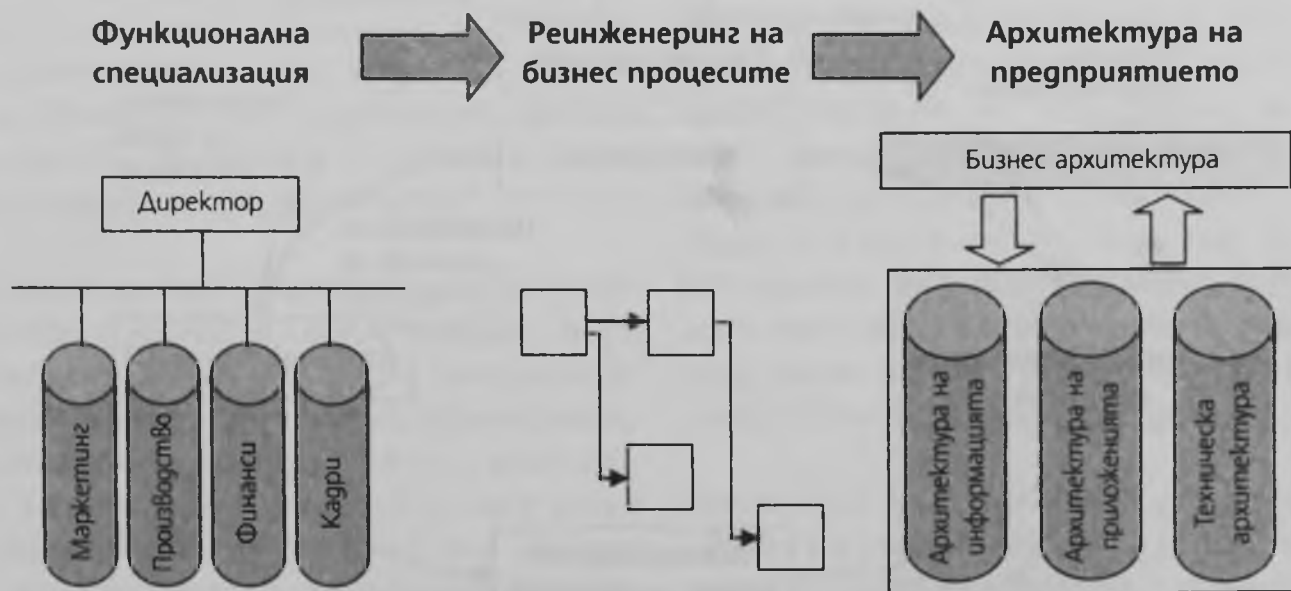 Функционална
специализация
Реинженеринг на
бизнес процесите
Архитектура на
предприятието
Директор
Маркетинг
Производство
Финанси
Кадри
Бизнес архитектура
Архитектура на
информацията
Архитектура на
приложенията
Техническа
архитектура